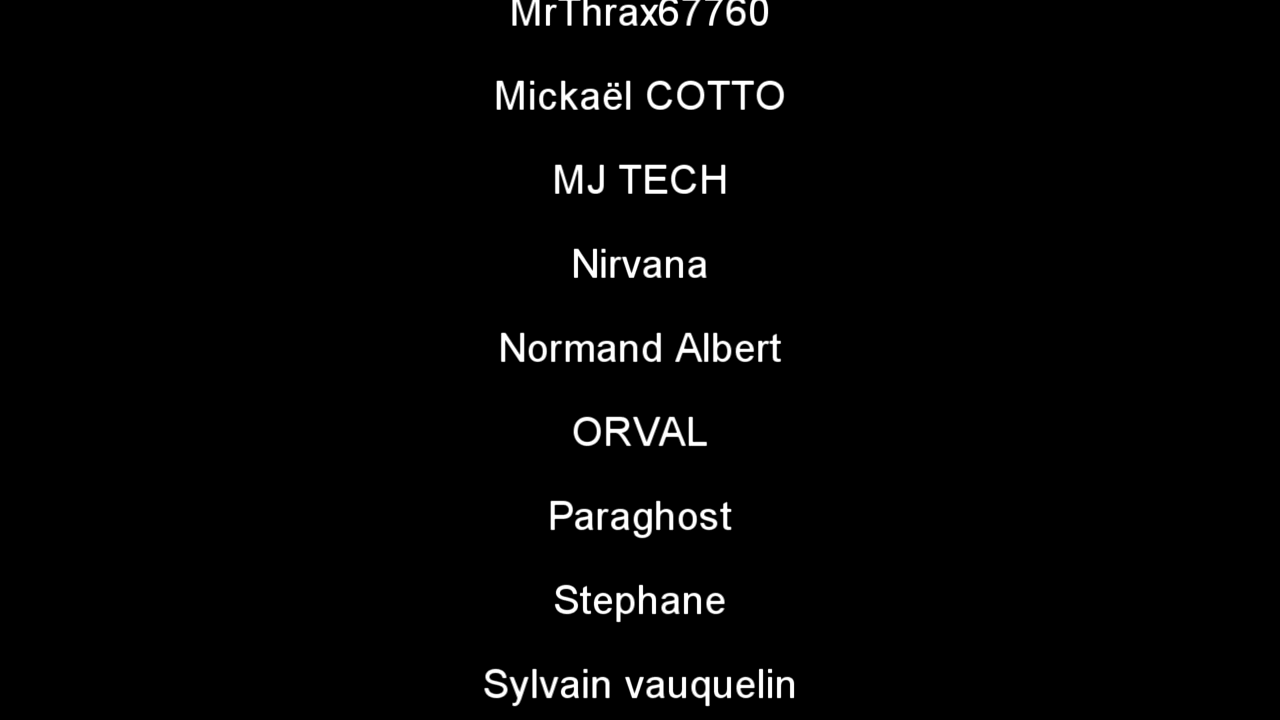 MrThrax67760
Mickaël COTTO
MJ TECH
Nirvana
Normand Albert
ORVAL
Paraghost
Stephane
Sylvain vauquelin